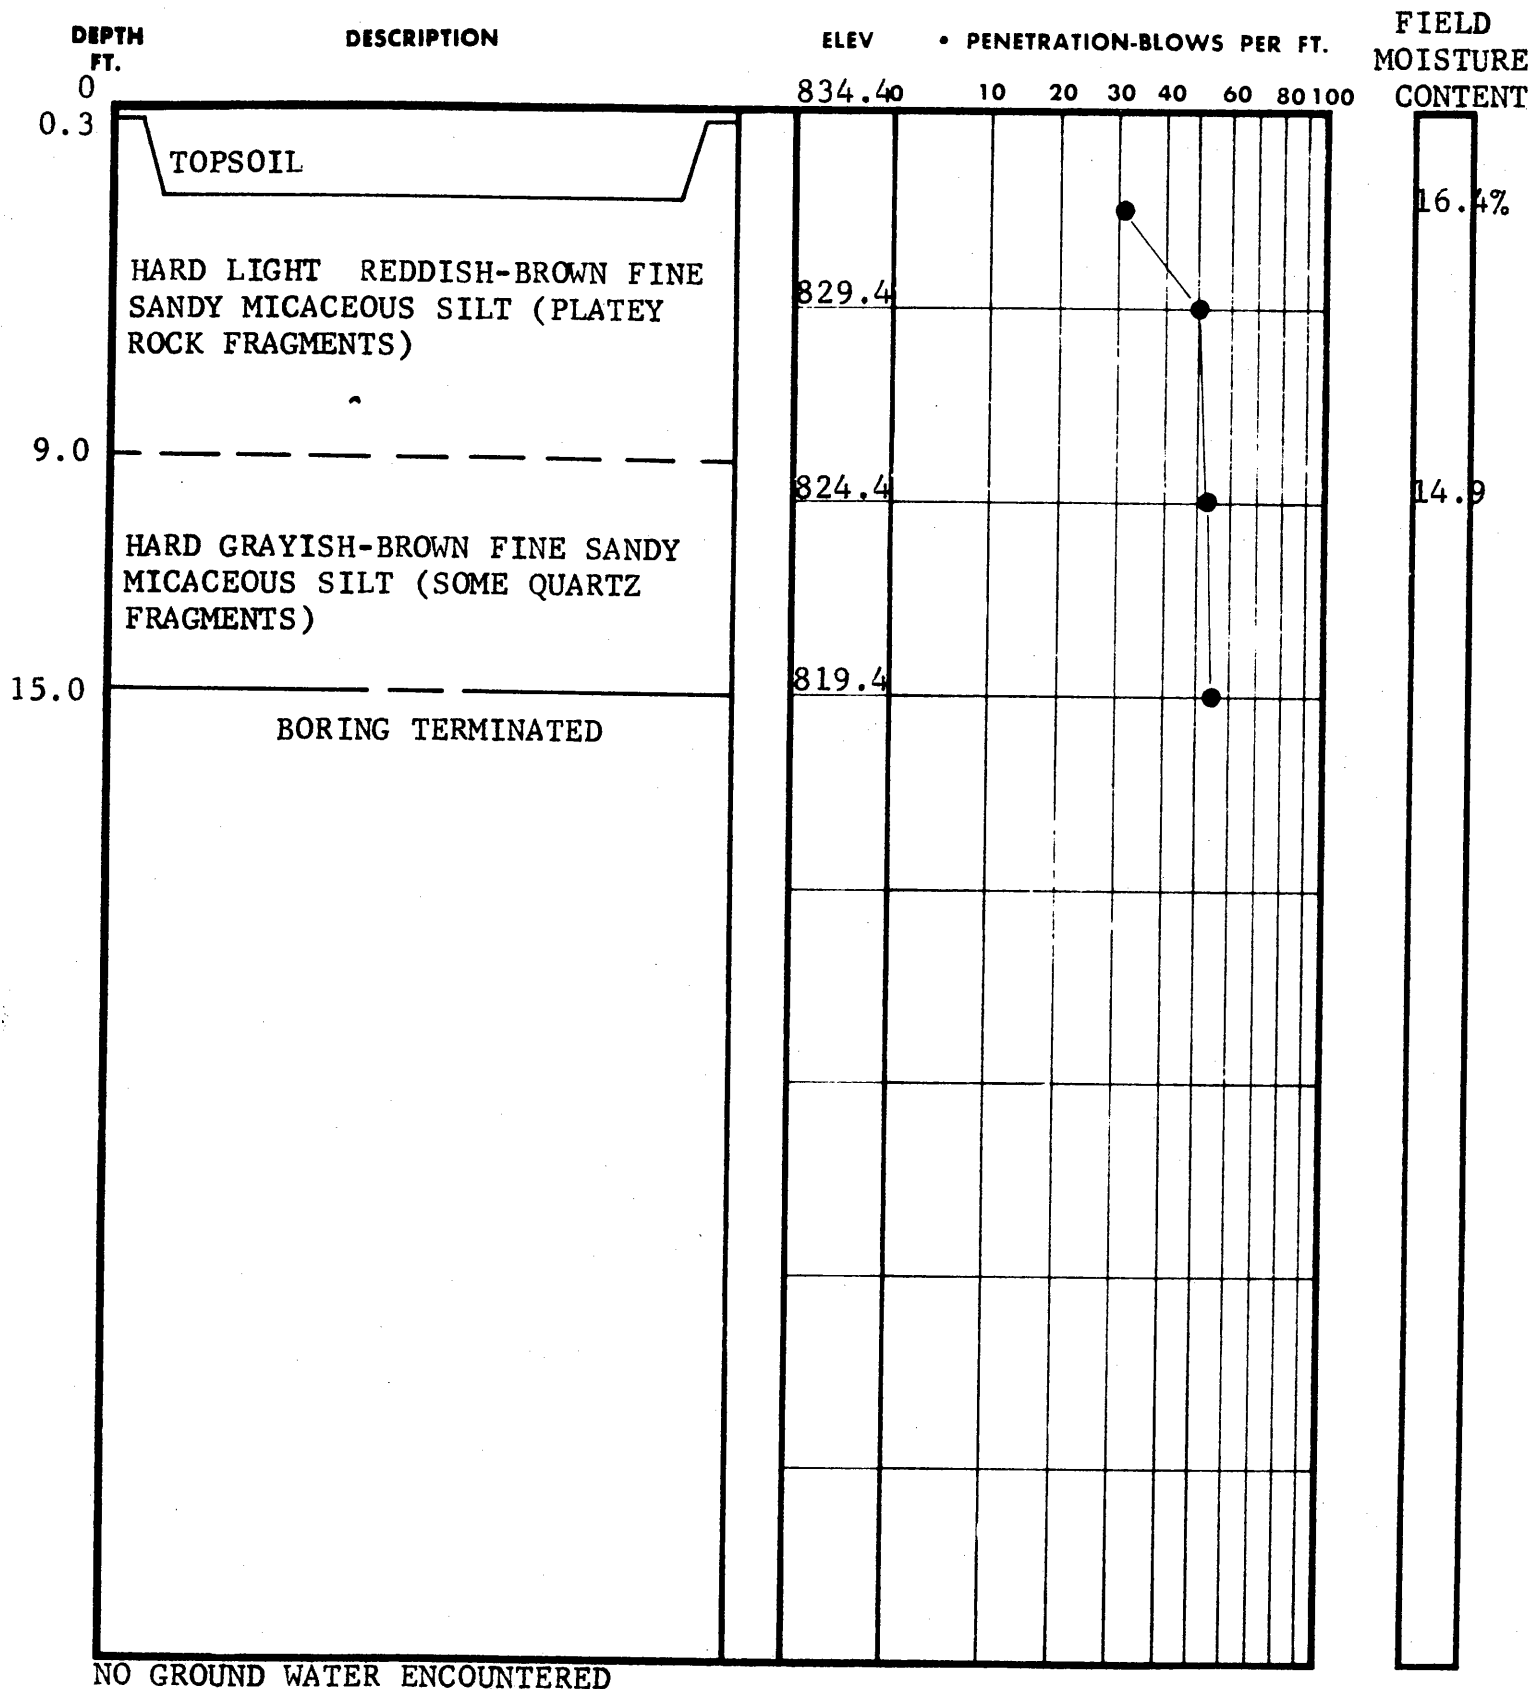 DEPTH FT.
DESCRIPTION
ELEV
• PENETRATION-BLOWS PER FT.
FIELD
MOISTURE
CONTENT
0
834.4
0 10 20 30 40 60 80 100
0.3
TOPSOIL
16.4%
HARD LIGHT REDDISH-BROWN FINE
SANDY MICACEOUS SILT (PLATEY
ROCK FRAGMENTS)
829.4
9.0
824.4
14.9
HARD GRAYISH-BROWN FINE SANDY
MICACEOUS SILT (SOME QUARTZ
FRAGMENTS)
15.0
819.4
BORING TERMINATED
NO GROUND WATER ENCOUNTERED